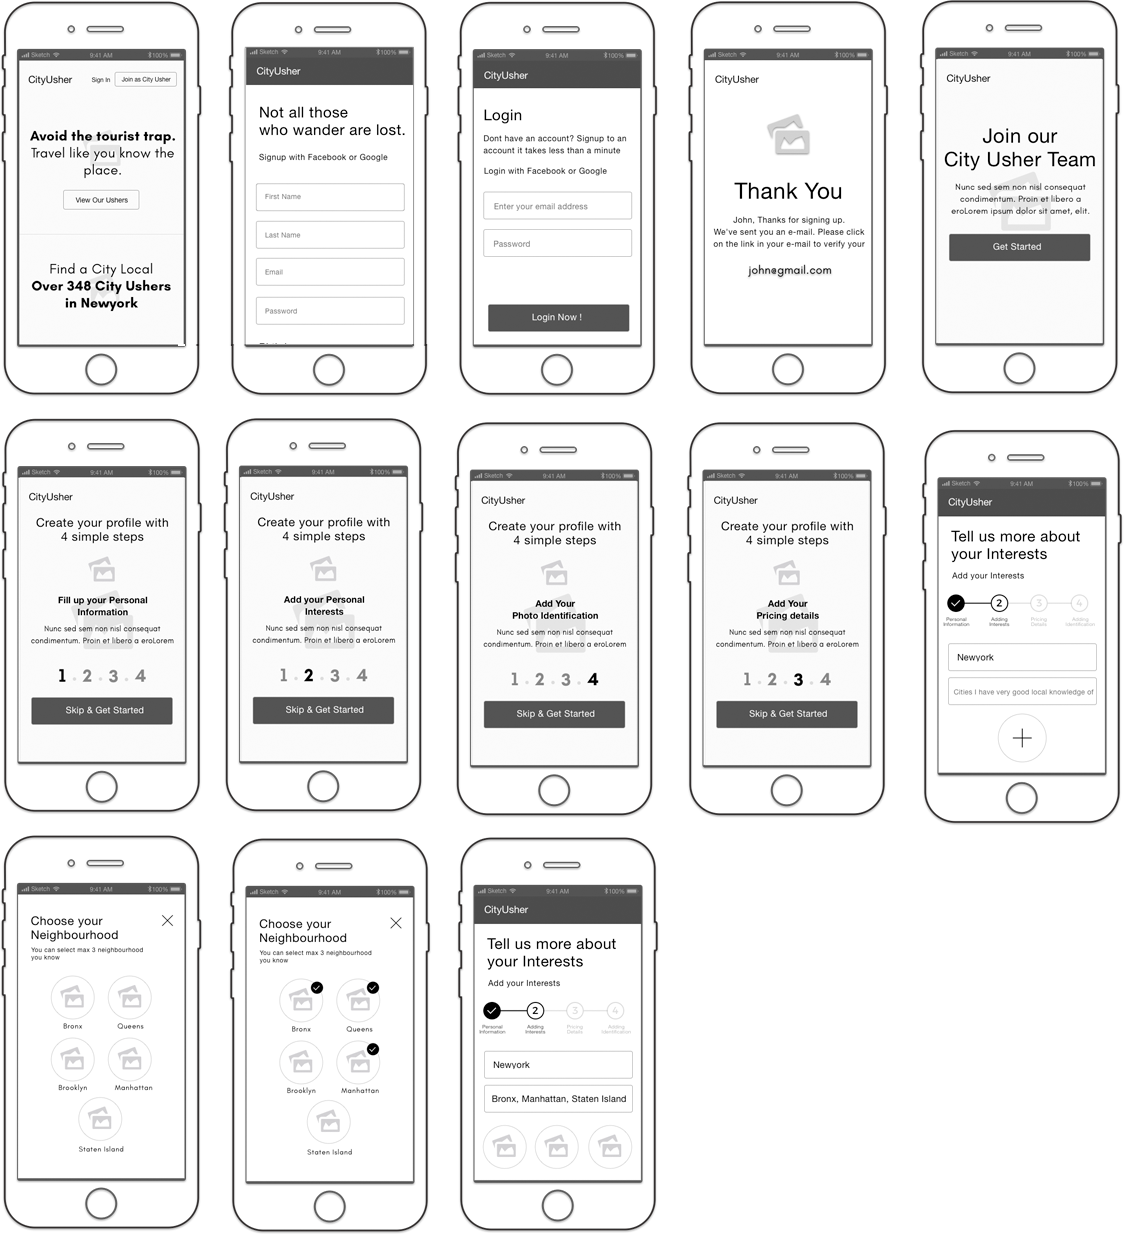 Sketch 9:41 AM 100%
CityUsher Sign In Join as City Usher
Avoid the tourist trap.
Travel like you know the
place.
View Our Ushers
Find a City Local
Over 348 City Ushers
in Newyork
Sketch 9:41 AM 100%
CityUsher
Not all those
who wander are lost.
Signup with Facebook or Google
First Name
Last Name
Email
Password
Sketch 9:41 AM 100%
CityUsher
Login
Dont have an account? Signup to an
account it takes less than a minute
Login with Facebook or Google
Enter your email address
Password
Login Now !
Sketch 9:41 AM 100%
CityUsher
Thank You
John, Thanks for signing up.
We've sent you an e-mail. Please click
on the link in your e-mail to verify your
john@gmail.com
Sketch 9:41 AM 100%
CityUsher
Join our
City Usher Team
Nunc sed sem non nisl consequat
condimentum. Proin et libero a
eroLorem ipsum dolor sit amet, elit.
Get Started
Sketch 9:41 AM 100%
CityUsher
Create your profile with
4 simple steps
Fill up your Personal
Information
Nunc sed sem non nisl consequat
condimentum. Proin et libero a eroLorem
1 2 3 4
Skip & Get Started
Sketch 9:41 AM 100%
CityUsher
Create your profile with
4 simple steps
Add your Personal
Interests
Nunc sed sem non nisl consequat
condimentum. Proin et libero a eroLorem
1 2 3 4
Skip & Get Started
Sketch 9:41 AM 100%
CityUsher
Create your profile with
4 simple steps
Add Your
Photo Identification
Nunc sed sem non nisl consequat
condimentum. Proin et libero a eroLorem
1 2 3 4
Skip & Get Started
Sketch 9:41 AM 100%
CityUsher
Create your profile with
4 simple steps
Add Your
Pricing details
Nunc sed sem non nisl consequat
condimentum. Proin et libero a eroLorem
1 2 3 4
Skip & Get Started
Sketch 9:41 AM 100%
CityUsher
Tell us more about
your Interests
Add your Interests
2 3 4
Personal Adding Pricing Adding
Information Interests Details Identification
Newyork
Cities I have very good local knowledge of
Sketch 9:41 AM 100%
Choose your
Neighbourhood
You can select max 3 neighbourhood
you know
Bronx Queens
Brooklyn Manhattan
Staten Island
Sketch 9:41 AM 100%
Choose your
Neighbourhood
You can select max 3 neighbourhood
you know
Bronx Queens
Brooklyn Manhattan
Staten Island
Sketch 9:41 AM 100%
CityUsher
Tell us more about
your Interests
Add your Interests
2 3 4
Personal Adding Pricing Adding
Information Interests Details Identification
Newyork
Bronx, Manhattan, Staten Island